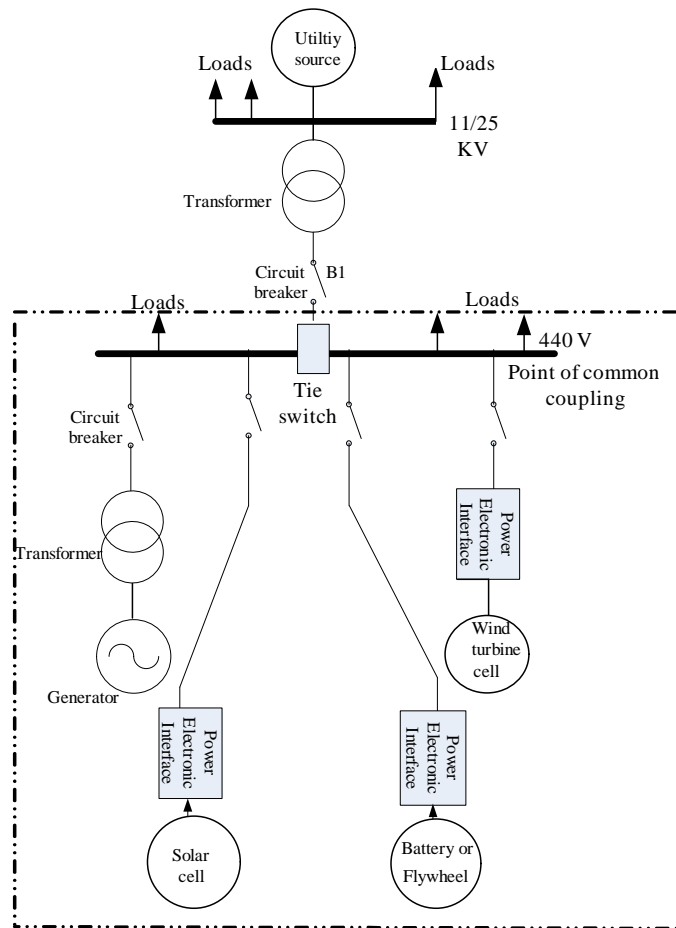 Utiltiy
source
Loads
Loads
11/25
KV
Transformer
Circuit
breaker
B1
Loads
Loads
440 V
Tie
switch
Point of common
coupling
Circuit
breaker
Transformer
Generator
Power
Electronic
Interface
Wind
turbine
cell
Power
Electronic
Interface
Power
Electronic
Interface
Solar
cell
Battery or
Flywheel